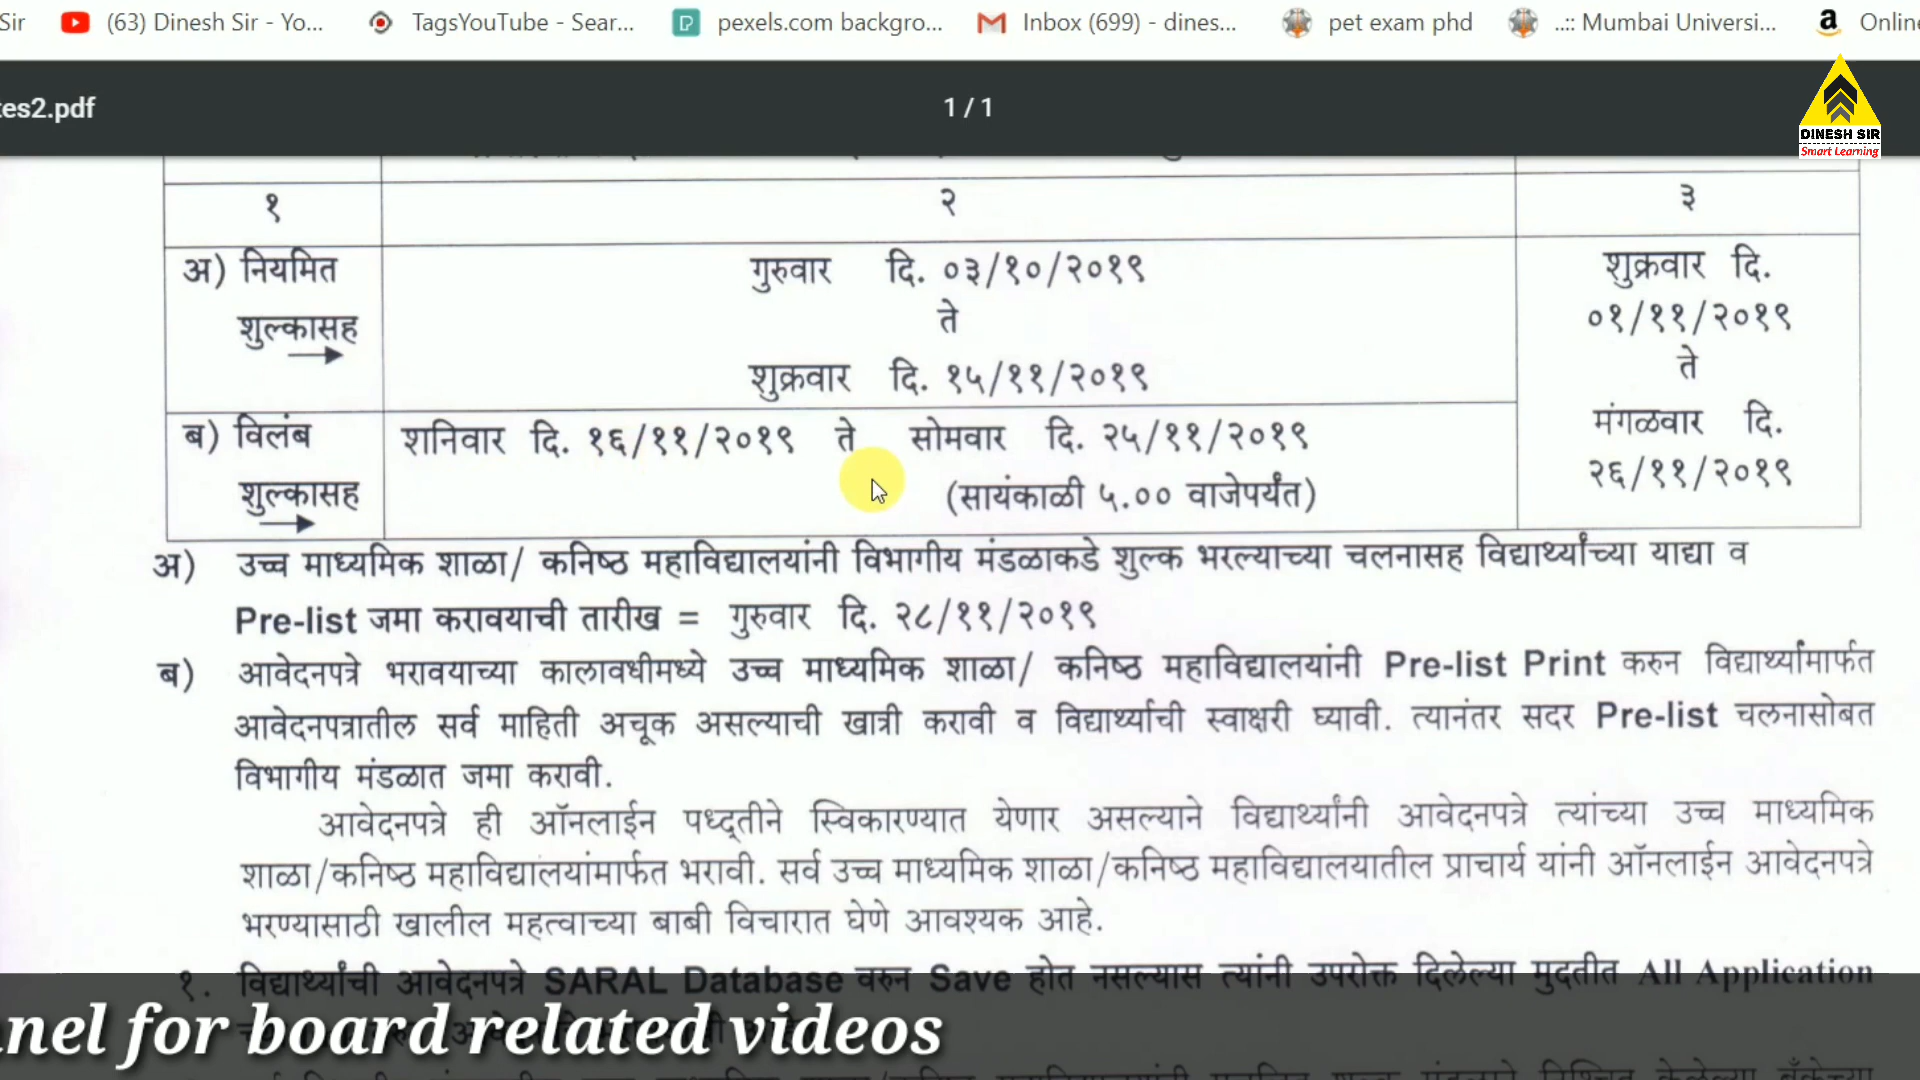 Sir (63) Dinesh Sir - Yo... TagsYouTube - Sear... pexels.com backgro... Inbox (699) - dines... pet exam phd ..:: Mumbai Universi... Online
tes2.pdf 1 / 1
DINESH SIR
Smart Learning
१ २ ३
अ) नियमित शुल्कासह
गुरुवार दि. ०३/१०/२०१९
ते
शुक्रवार दि. १५/११/२०१९
शुक्रवार दि.
०१/११/२०१९
ते
मंगळवार दि.
२६/११/२०१९
ब) विलंब शुल्कासह
शनिवार दि. १६/११/२०१९ ते सोमवार दि. २५/११/२०१९
(सायंकाळी ५.०० वाजेपर्यंत)
अ) उच्च माध्यमिक शाळा/ कनिष्ठ महाविद्यालयांनी विभागीय मंडळाकडे शुल्क भरल्याच्या चलनासह विद्यार्थ्यांच्या याद्या व
Pre-list जमा करावयाची तारीख = गुरुवार दि. २८/११/२०१९
ब) आवेदनपत्रे भरावयाच्या कालावधीमध्ये उच्च माध्यमिक शाळा/ कनिष्ठ महाविद्यालयांनी Pre-list Print करुन विद्यार्थ्यांमार्फत
आवेदनपत्रातील सर्व माहिती अचूक असल्याची खात्री करावी व विद्यार्थ्याची स्वाक्षरी घ्यावी. त्यानंतर सदर Pre-list चलनासोबत
विभागीय मंडळात जमा करावी.
आवेदनपत्रे ही ऑनलाईन पध्दतीने स्विकारण्यात येणार असल्याने विद्यार्थ्यांनी आवेदनपत्रे त्यांच्या उच्च माध्यमिक
शाळा/कनिष्ठ महाविद्यालयांमार्फत भरावी. सर्व उच्च माध्यमिक शाळा/कनिष्ठ महाविद्यालयातील प्राचार्य यांनी ऑनलाईन आवेदनपत्रे
भरण्यासाठी खालील महत्वाच्या बाबी विचारात घेणे आवश्यक आहे.
१. विद्यार्थ्यांची आवेदनपत्रे SARAL Database वरुन Save होत नसल्यास त्यांनी उपरोक्त दिलेल्या मुदतीत All Application
nel for board related videos